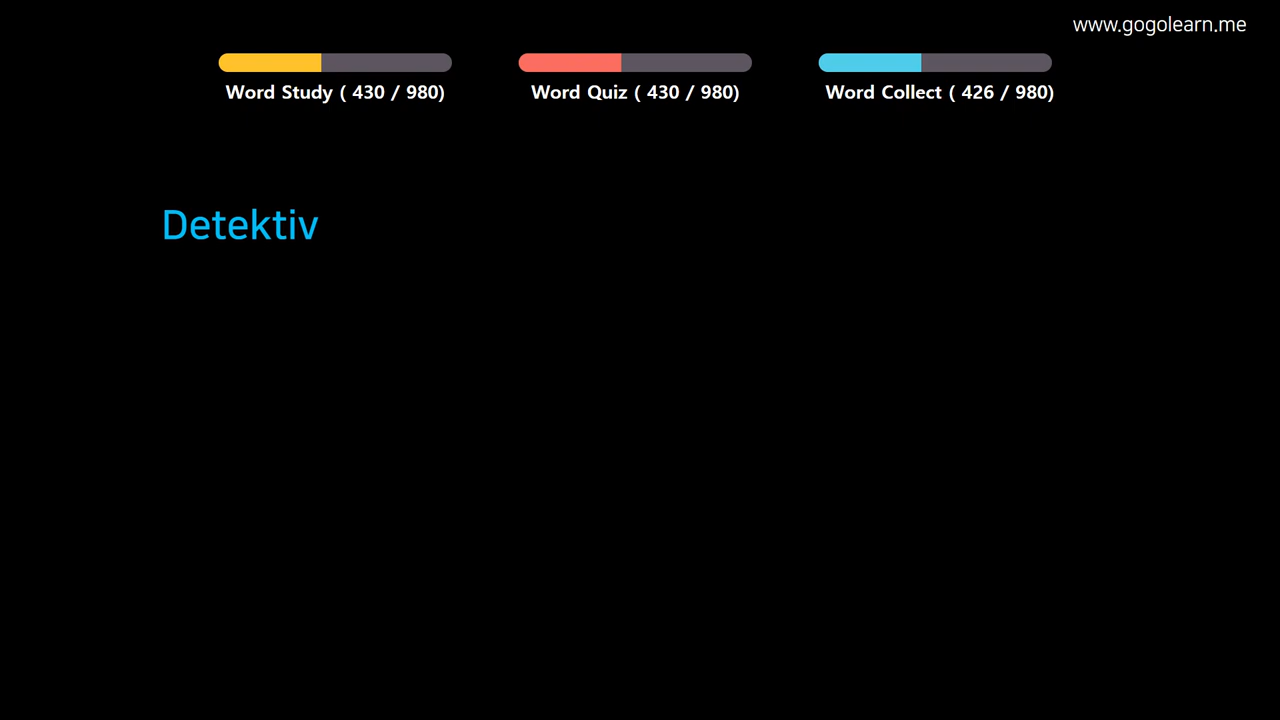 www.gogolearn.me
Word Study ( 430 / 980)
Word Quiz ( 430 / 980)
Word Collect ( 426 / 980)
Detektiv